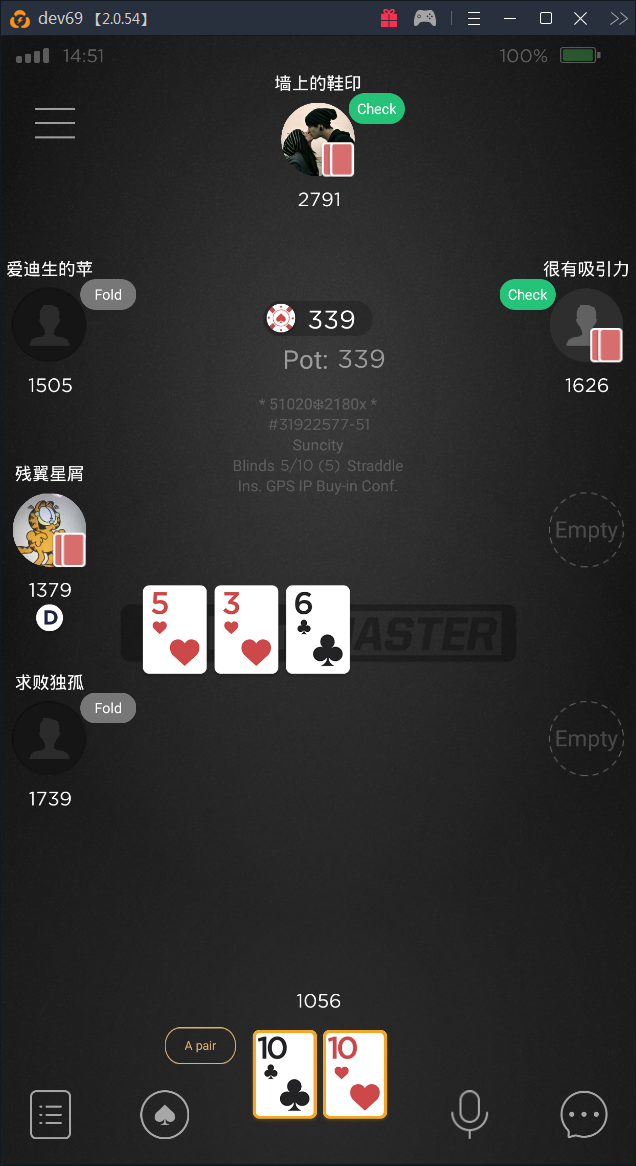 dev69 【2.0.54】
14:51
100%
墙上的鞋印
Check
2791
爱迪生的苹
Fold
1505
很有吸引力
Check
1626
339
Pot: 339
* 51020❄2180x *
#31922577-51
Suncity
Blinds 5/10 (5) Straddle
Ins. GPS IP Buy-in Conf.
残翼星屑
1379
D
Empty
5
3
6
ASTER
求败独孤
Fold
1739
Empty
1056
A pair
10
10